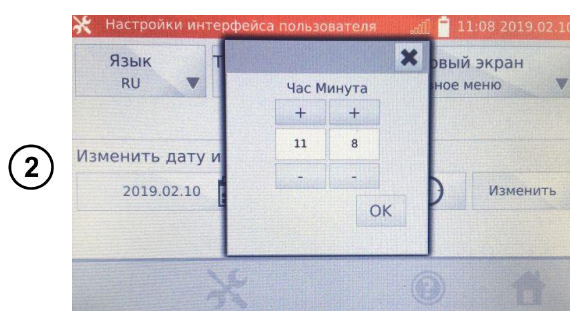 Настройки интерфейса пользователя 11:08 2019.02.10
Язык
RU
Т
овый экран
ное меню
Час Минута
+ +
11 8
- -
OK
2
Изменить дату и
2019.02.10
Изменить